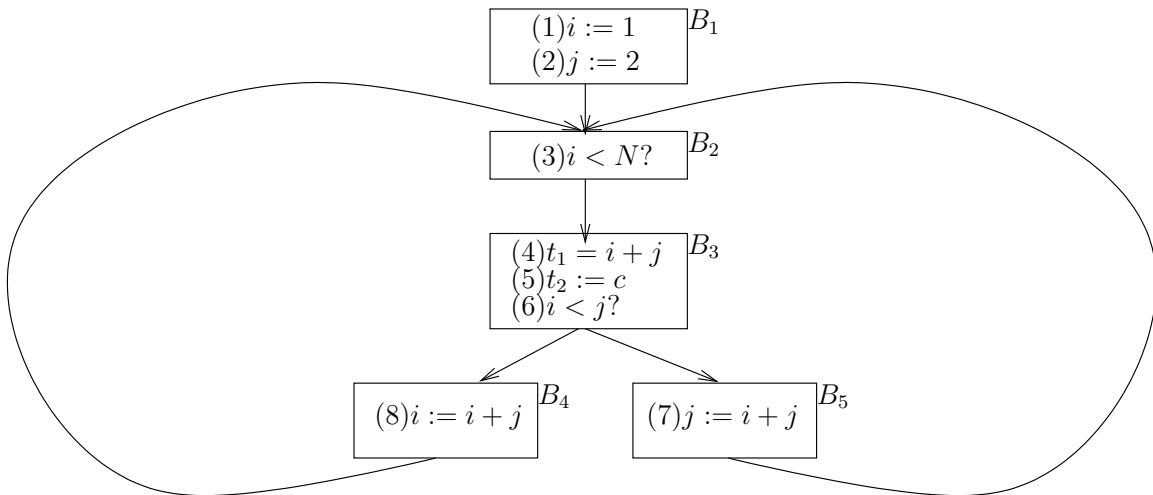 (1)i := 1 B₁
(2)j := 2
(3)i < N? B₂
(4)t₁ = i + j B₃
(5)t₂ := c
(6)i < j?
(8)i := i + j B₄
(7)j := i + j B₅